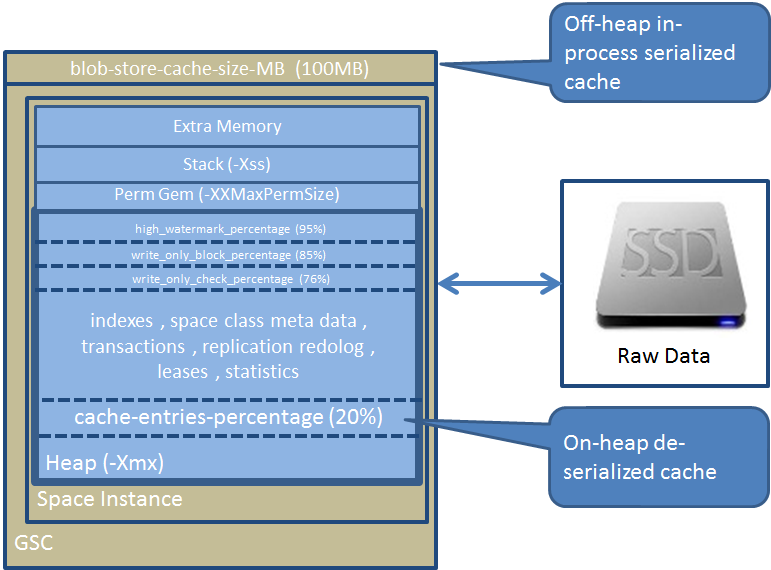 blob-store-cache-size-MB (100MB)
Off-heap in-
process serialized
cache
Extra Memory
Stack (-Xss)
Perm Gem (-XXMaxPermSize)
high_watermark_percentage (95%)
write_only_block_percentage (85%)
write_only_check_percentage (76%)
SSD
Raw Data
indexes , space class meta data ,
transactions , replication redolog ,
leases , statistics
cache-entries-percentage (20%)
On-heap de-
serialized cache
Heap (-Xmx)
Space Instance
GSC